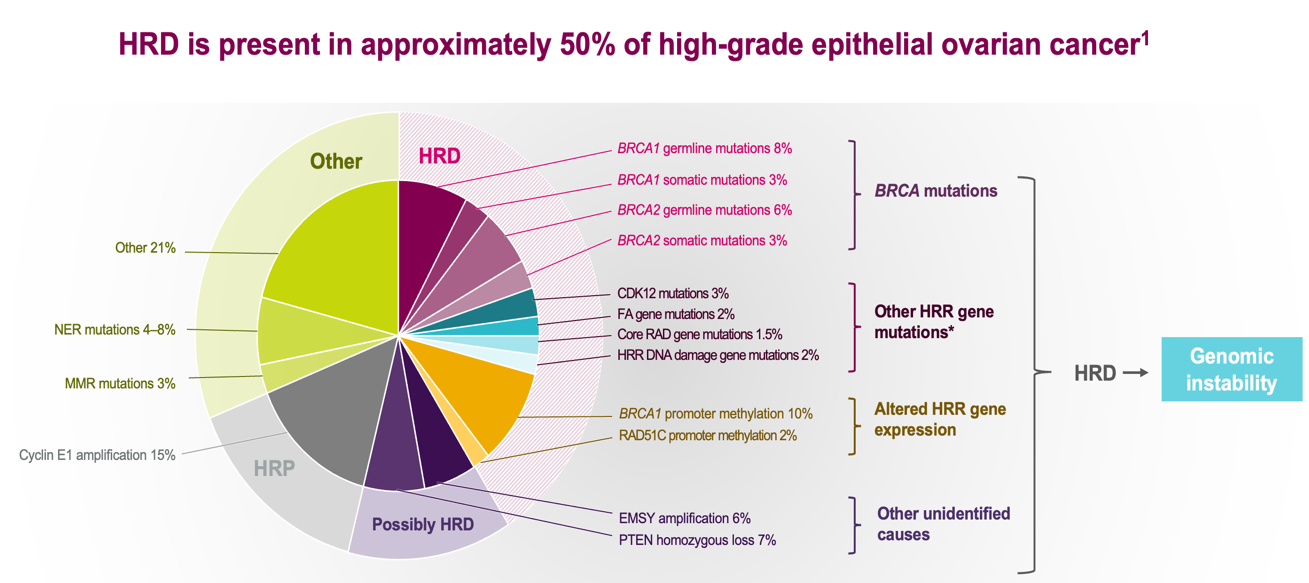 HRD is present in approximately 50% of high-grade epithelial ovarian cancer1
Other
HRD
Other 21%
NER mutations 4–8%
MMR mutations 3%
Cyclin E1 amplification 15%
HRP
Possibly HRD
BRCA1 germline mutations 8%
BRCA1 somatic mutations 3%
BRCA2 germline mutations 6%
BRCA2 somatic mutations 3%
CDK12 mutations 3%
FA gene mutations 2%
Core RAD gene mutations 1.5%
HRR DNA damage gene mutations 2%
BRCA1 promoter methylation 10%
RAD51C promoter methylation 2%
EMSY amplification 6%
PTEN homozygous loss 7%
BRCA mutations
Other HRR gene
mutations*
Altered HRR gene
expression
Other unidentified
causes
HRD →
Genomic
instability